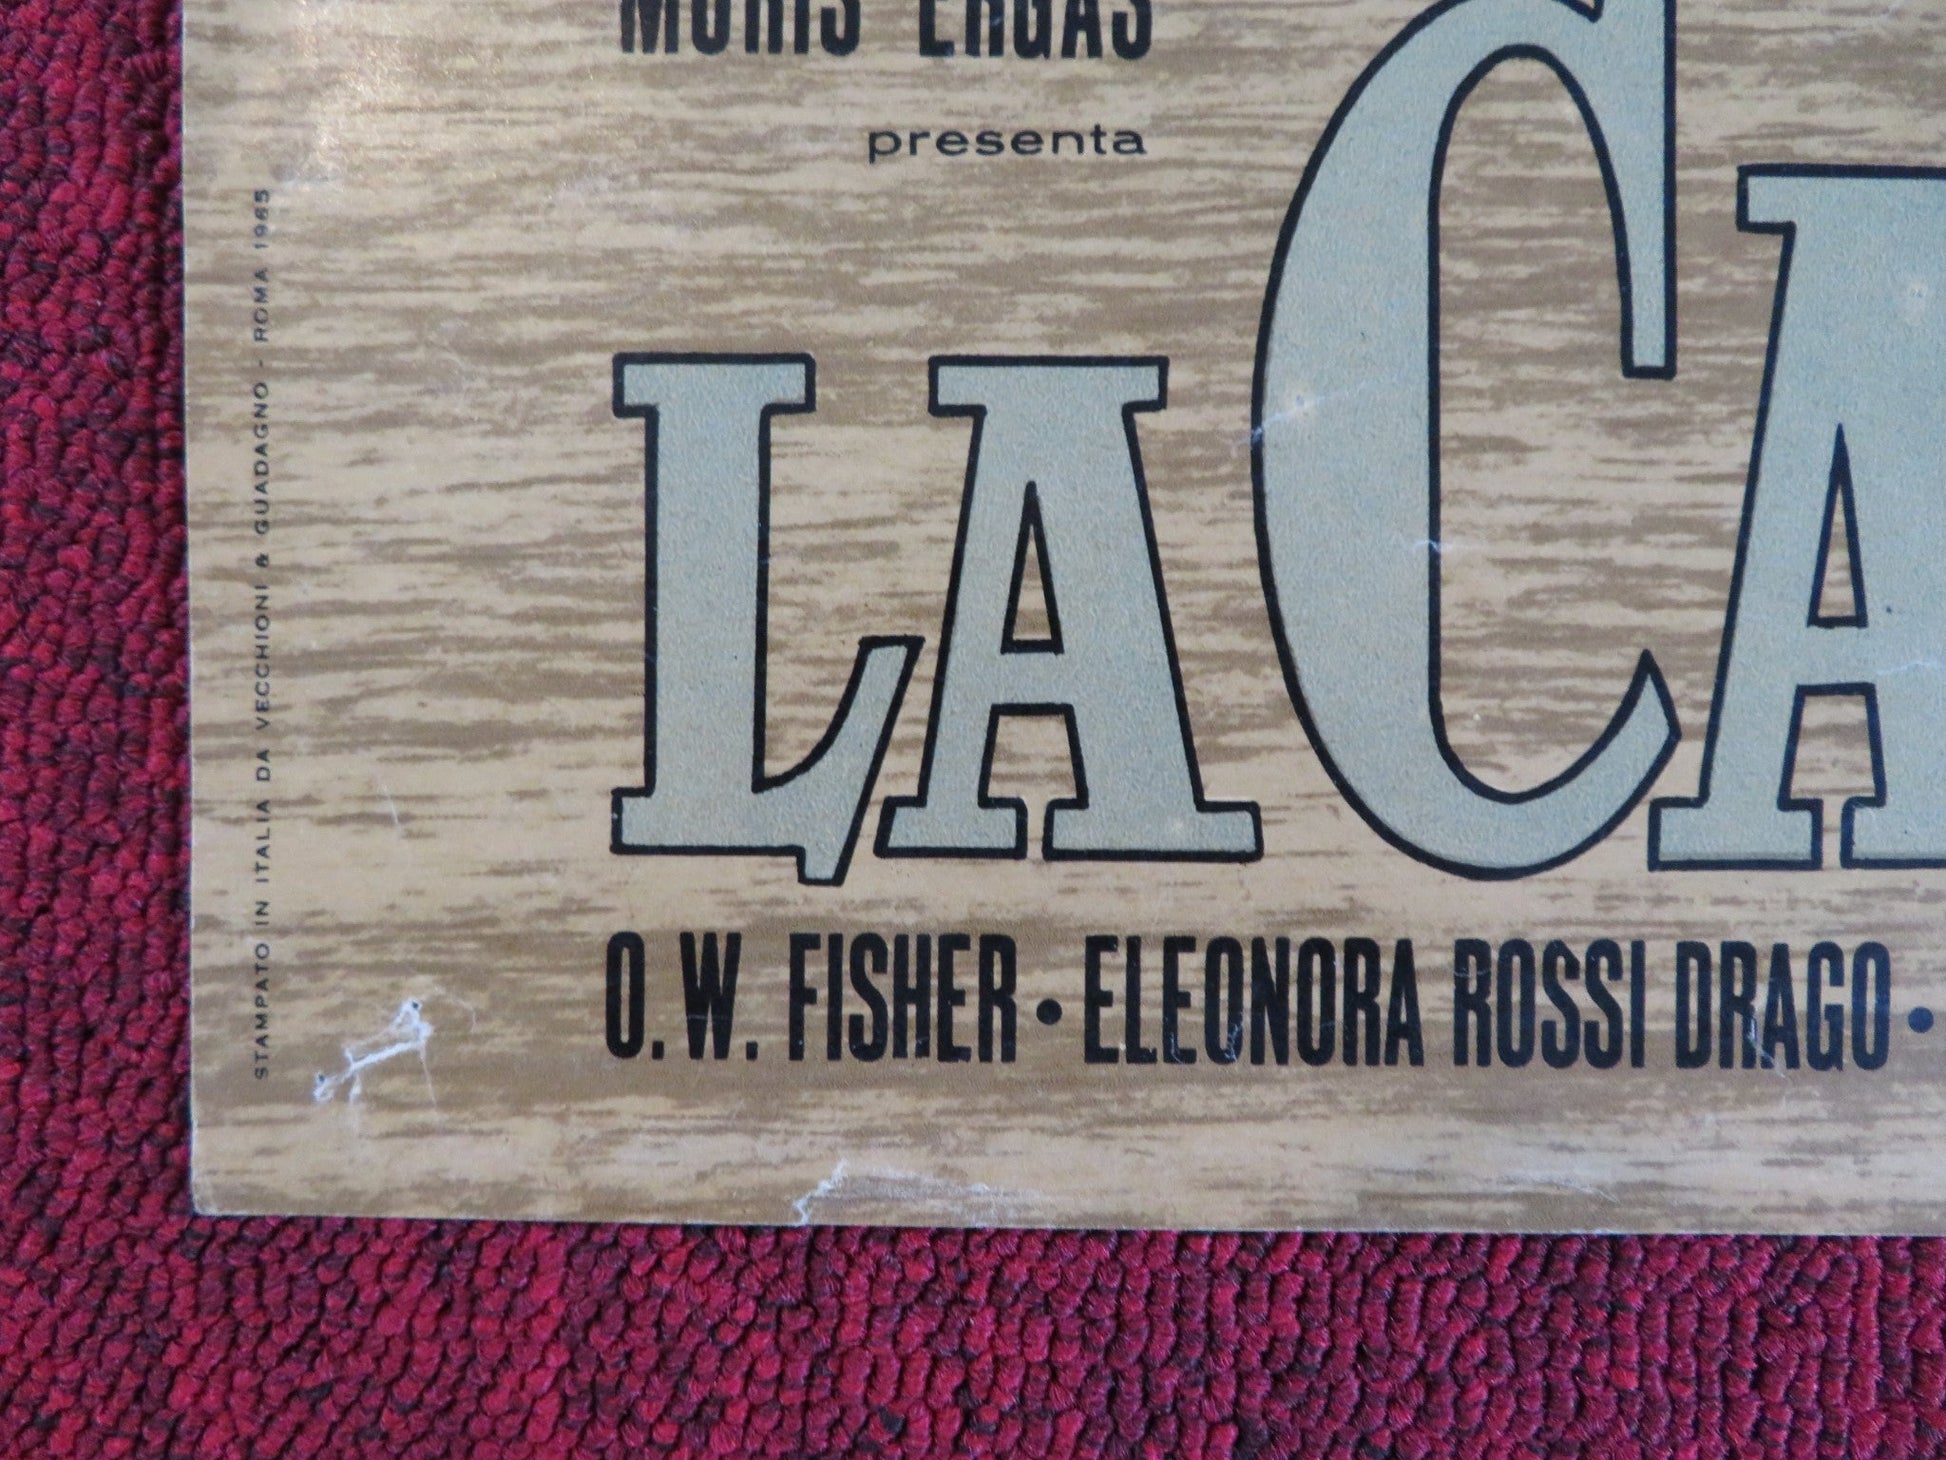 MORIS ERGAS
presenta
LA CA
O. W. FISHER • ELEONORA ROSSI DRAGO •
STAMPATO IN ITALIA DA VECCHIONI & GUADAGNO - ROMA 1965